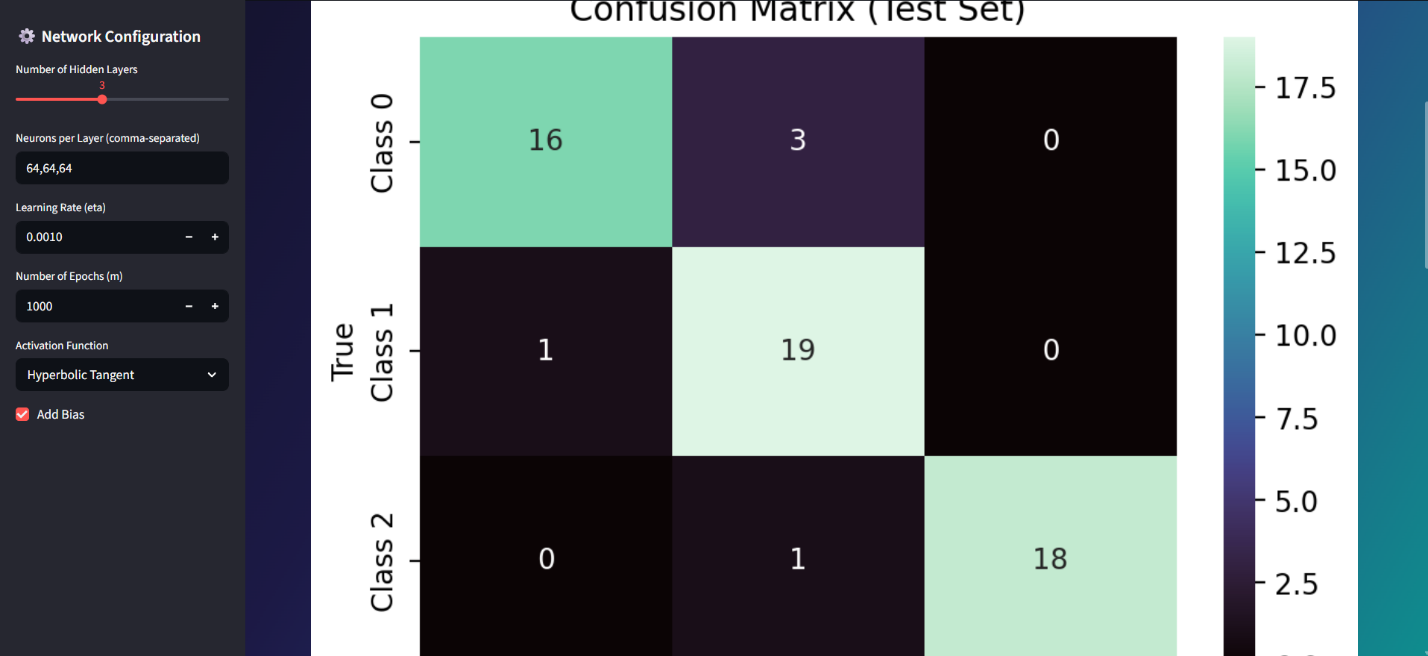 Network Configuration
Number of Hidden Layers
3
Neurons per Layer (comma-separated)
64,64,64
Learning Rate (eta)
0.0010
− +
Number of Epochs (m)
1000
− +
Activation Function
Hyperbolic Tangent
Add Bias
Confusion Matrix (Test Set)
True
Class 0
16 3 0
Class 1
1 19 0
Class 2
0 1 18
17.5
15.0
12.5
10.0
7.5
5.0
2.5